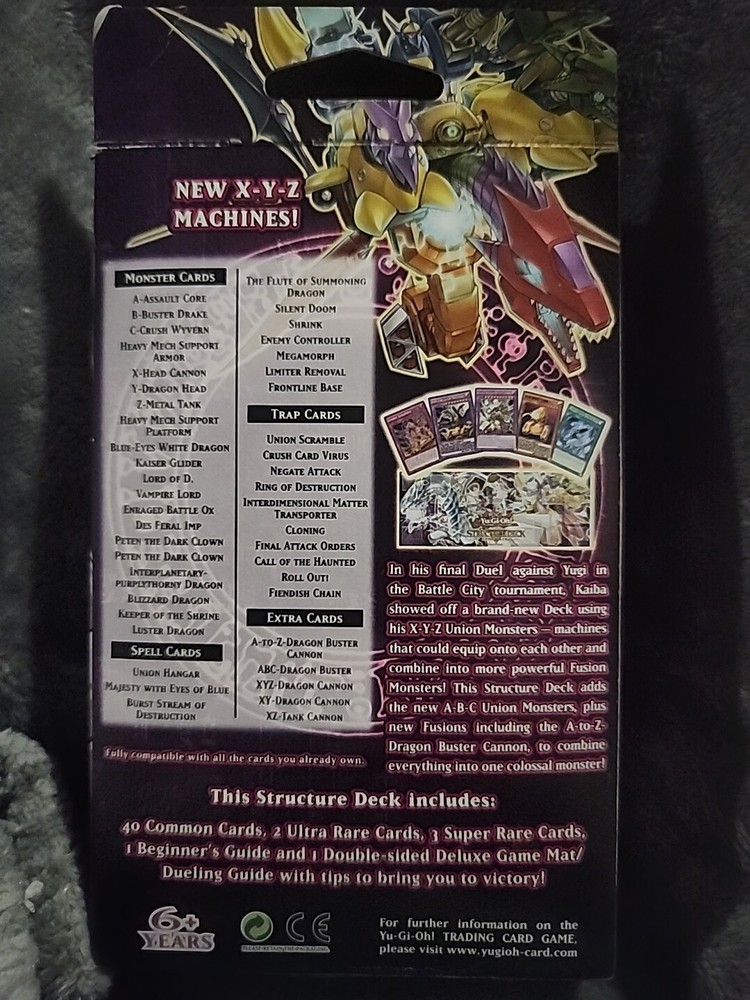 NEW X-Y-Z
MACHINES!
MONSTER CARDS
A-ASSAULT CORE
B-BUSTER DRAKE
C-CRUSH WYVERN
HEAVY MECH SUPPORT
ARMOR
X-HEAD CANNON
Y-DRAGON HEAD
Z-METAL TANK
HEAVY MECH SUPPORT
PLATFORM
BLUE-EYES WHITE DRAGON
KAISER GLIDER
LORD OF D.
VAMPIRE LORD
ENRAGED BATTLE OX
DES FERAL IMP
PETEN THE DARK CLOWN
PETEN THE DARK CLOWN
INTERPLANETARY-
PURPLYTHORNY DRAGON
BLIZZARD DRAGON
KEEPER OF THE SHRINE
LUSTER DRAGON
SPELL CARDS
UNION HANGAR
MAJESTY WITH EYES OF BLUE
BURST STREAM OF
DESTRUCTION
THE FLUTE OF SUMMONING
DRAGON
SILENT DOOM
SHRINK
ENEMY CONTROLLER
MEGAMORPH
LIMITER REMOVAL
FRONTLINE BASE
TRAP CARDS
UNION SCRAMBLE
CRUSH CARD VIRUS
NEGATE ATTACK
RING OF DESTRUCTION
INTERDIMENSIONAL MATTER
TRANSPORTER
CLONING
FINAL ATTACK ORDERS
CALL OF THE HAUNTED
ROLL OUT!
FIENDISH CHAIN
EXTRA CARDS
A-TO-Z-DRAGON BUSTER
CANNON
ABC-DRAGON BUSTER
XYZ-DRAGON CANNON
XY-DRAGON CANNON
XZ-TANK CANNON
Yu-Gi-Oh!
STRUCTURE DECK
In his final Duel against Yugi in
the Battle City tournament, Kaiba
showed off a brand-new Deck using
his X-Y-Z Union Monsters – machines
that could equip onto each other and
combine into more powerful Fusion
Monsters! This Structure Deck adds
the new A-B-C Union Monsters, plus
new Fusions including the A-to-Z-
Dragon Buster Cannon, to combine
everything into one colossal monster!
Fully compatible with all the cards you already own.
This Structure Deck includes:
40 Common Cards, 2 Ultra Rare Cards, 3 Super Rare Cards,
1 Beginner's Guide and 1 Double-sided Deluxe Game Mat/
Dueling Guide with tips to bring you to victory!
6+
YEARS
CE
PLEASE RETAIN THE PACKAGING
For further information on the
Yu-Gi-Oh! TRADING CARD GAME,
please visit www.yugioh-card.com